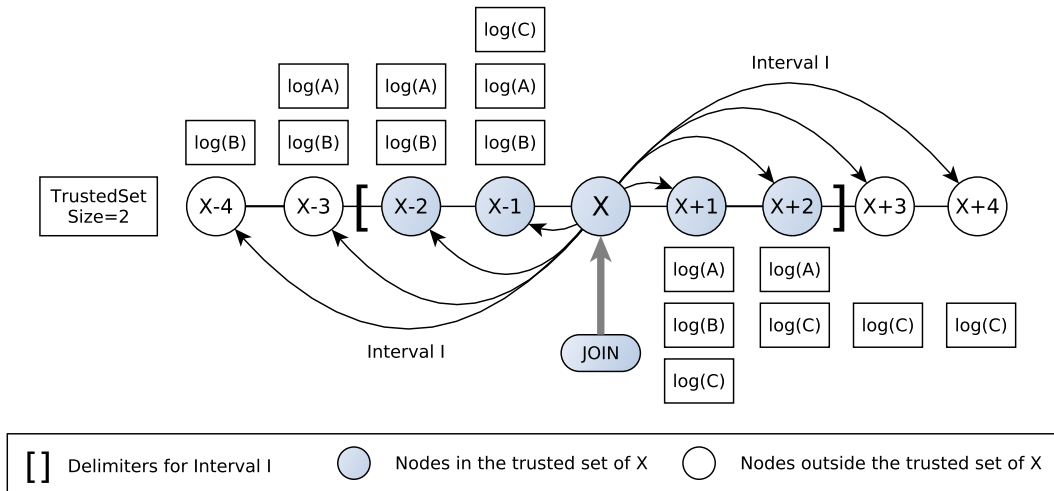 log(C)
Interval I
log(A)
log(A)
log(A)
log(B)
log(B)
log(B)
log(B)
TrustedSet
Size=2
X-4
X-3
[
X-2
X-1
X
X+1
X+2
]
X+3
X+4
log(A)
log(A)
log(B)
log(C)
log(C)
log(C)
Interval I
JOIN
log(C)
[ ] Delimiters for Interval I
Nodes in the trusted set of X
Nodes outside the trusted set of X